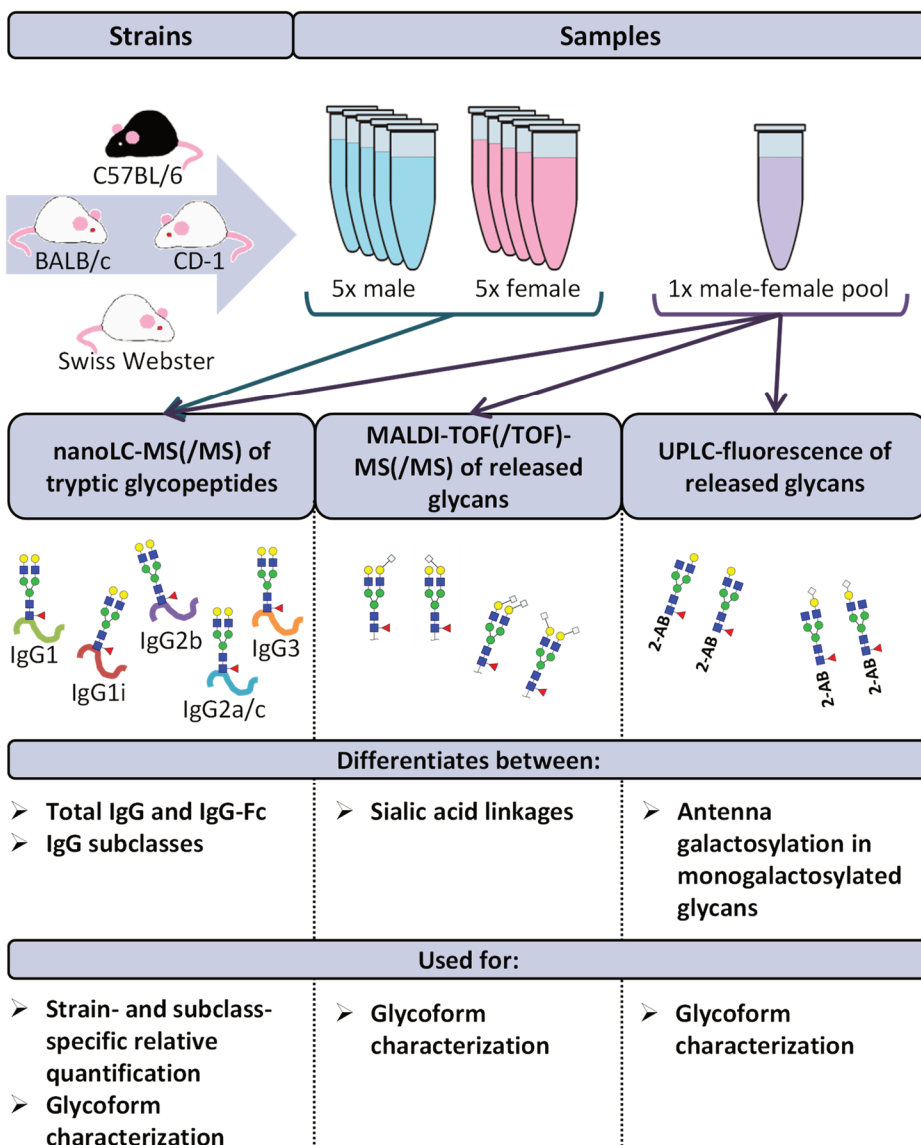 Strains
Samples
C57BL/6
BALB/c
CD-1
Swiss Webster
5x male
5x female
1x male-female pool
nanoLC-MS(/MS) of
tryptic glycopeptides
MALDI-TOF(/TOF)-
MS(/MS) of released
glycans
UPLC-fluorescence of
released glycans
IgG1
IgG1i
IgG2b
IgG2a/c
IgG3
2-AB
2-AB
2-AB
2-AB
Differentiates between:
➢ Total IgG and IgG-Fc
➢ IgG subclasses
➢ Sialic acid linkages
➢ Antenna
galactosylation in
monogalactosylated
glycans
Used for:
➢ Strain- and subclass-
specific relative
quantification
➢ Glycoform
characterization
➢ Glycoform
characterization
➢ Glycoform
characterization